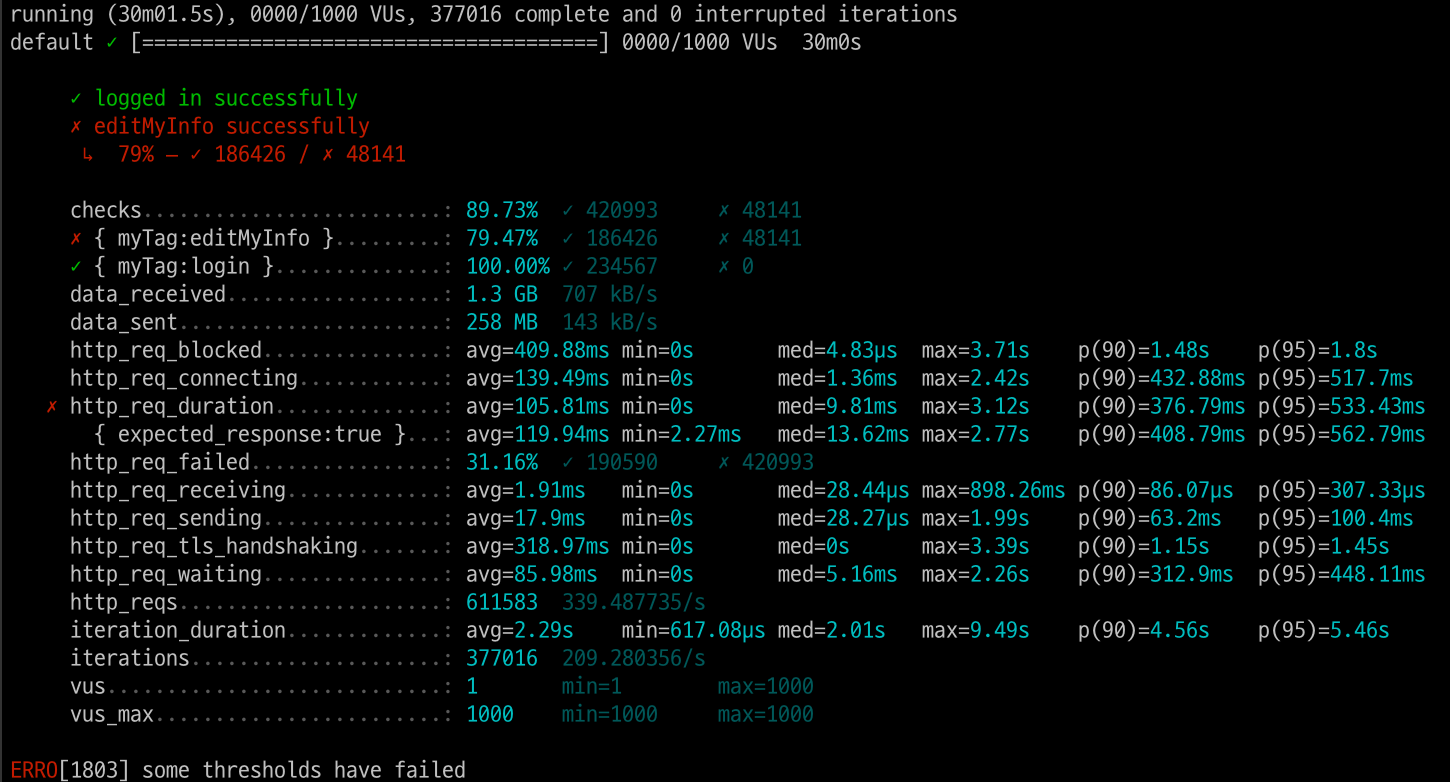 running (30m01.5s), 0000/1000 VUs, 377016 complete and 0 interrupted iterations
default ✓ [======================================] 0000/1000 VUs  30m0s

     ✓ logged in successfully
     ✗ editMyInfo successfully
      ↳  79% — ✓ 186426 / ✗ 48141

     checks.........................: 89.73%  ✓ 420993     ✗ 48141
     ✗ { myTag:editMyInfo }.........: 79.47%  ✓ 186426     ✗ 48141
     ✓ { myTag:login }..............: 100.00% ✓ 234567     ✗ 0
     data_received..................: 1.3 GB  707 kB/s
     data_sent......................: 258 MB  143 kB/s
     http_req_blocked...............: avg=409.88ms min=0s       med=4.83µs  max=3.71s    p(90)=1.48s    p(95)=1.8s
     http_req_connecting............: avg=139.49ms min=0s       med=1.36ms  max=2.42s    p(90)=432.88ms p(95)=517.7ms
   ✗ http_req_duration..............: avg=105.81ms min=0s       med=9.81ms  max=3.12s    p(90)=376.79ms p(95)=533.43ms
       { expected_response:true }...: avg=119.94ms min=2.27ms   med=13.62ms max=2.77s    p(90)=408.79ms p(95)=562.79ms
     http_req_failed................: 31.16%  ✓ 190590     ✗ 420993
     http_req_receiving.............: avg=1.91ms   min=0s       med=28.44µs max=898.26ms p(90)=86.07µs  p(95)=307.33µs
     http_req_sending...............: avg=17.9ms   min=0s       med=28.27µs max=1.99s    p(90)=63.2ms   p(95)=100.4ms
     http_req_tls_handshaking.......: avg=318.97ms min=0s       med=0s      max=3.39s    p(90)=1.15s    p(95)=1.45s
     http_req_waiting...............: avg=85.98ms  min=0s       med=5.16ms  max=2.26s    p(90)=312.9ms  p(95)=448.11ms
     http_reqs......................: 611583  339.487735/s
     iteration_duration.............: avg=2.29s    min=617.08µs med=2.01s   max=9.49s    p(90)=4.56s    p(95)=5.46s
     iterations.....................: 377016  209.280356/s
     vus............................: 1       min=1        max=1000
     vus_max........................: 1000    min=1000     max=1000

ERRO[1803] some thresholds have failed